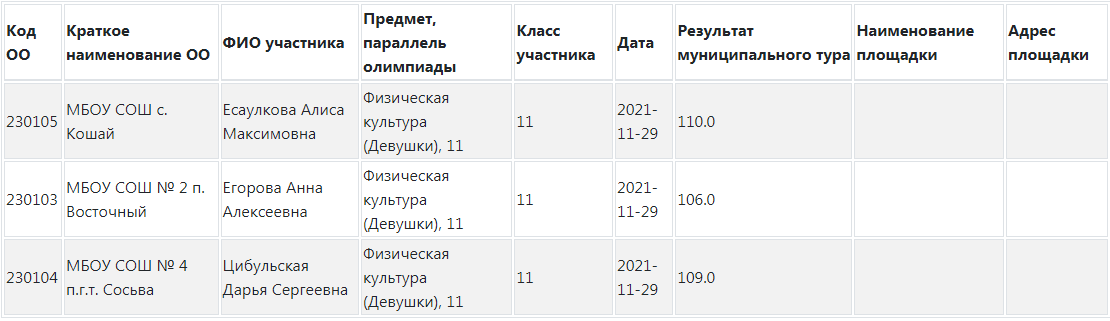 Код ОО
Краткое наименование ОО
ФИО участника
Предмет, параллель олимпиады
Класс участника
Дата
Результат муниципального тура
Наименование площадки
Адрес площадки
230105
МБОУ СОШ с. Кошай
Есаулкова Алиса Максимовна
Физическая культура (Девушки), 11
11
2021-11-29
110.0
230103
МБОУ СОШ № 2 п. Восточный
Егорова Анна Алексеевна
Физическая культура (Девушки), 11
11
2021-11-29
106.0
230104
МБОУ СОШ № 4 п.г.т. Сосьва
Цибульская Дарья Сергеевна
Физическая культура (Девушки), 11
11
2021-11-29
109.0